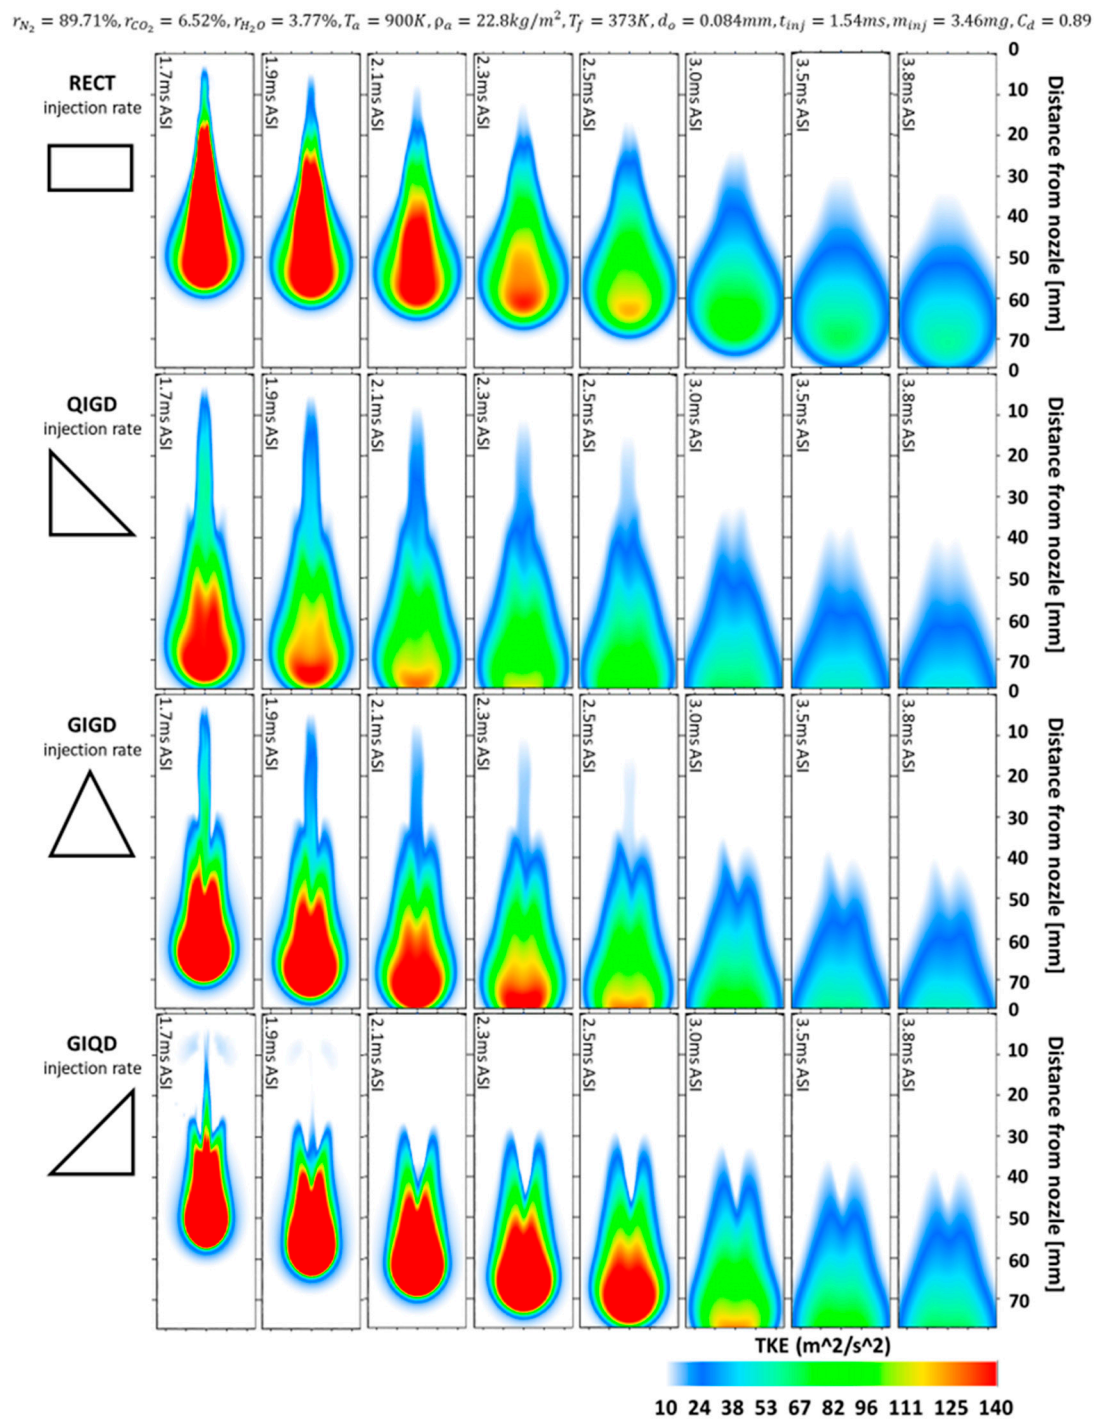 r_N₂ = 89.71%, r_CO₂ = 6.52%, r_H₂O = 3.77%, T_a = 900K, ρ_a = 22.8kg/m², T_f = 373K, d_o = 0.084mm, t_inj = 1.54ms, m_inj = 3.46mg, C_d = 0.89
RECT
injection rate
1.7ms ASI
1.9ms ASI
2.1ms ASI
2.3ms ASI
2.5ms ASI
3.0ms ASI
3.5ms ASI
3.8ms ASI
0
10
20
30
40
50
60
70
Distance from nozzle [mm]
QIGD
injection rate
1.7ms ASI
1.9ms ASI
2.1ms ASI
2.3ms ASI
2.5ms ASI
3.0ms ASI
3.5ms ASI
3.8ms ASI
0
10
20
30
40
50
60
70
Distance from nozzle [mm]
GIGD
injection rate
1.7ms ASI
1.9ms ASI
2.1ms ASI
2.3ms ASI
2.5ms ASI
3.0ms ASI
3.5ms ASI
3.8ms ASI
0
10
20
30
40
50
60
70
Distance from nozzle [mm]
GIQD
injection rate
1.7ms ASI
1.9ms ASI
2.1ms ASI
2.3ms ASI
2.5ms ASI
3.0ms ASI
3.5ms ASI
3.8ms ASI
0
10
20
30
40
50
60
70
Distance from nozzle [mm]
TKE (m^2/s^2)
10 24 38 53 67 82 96 111 125 140